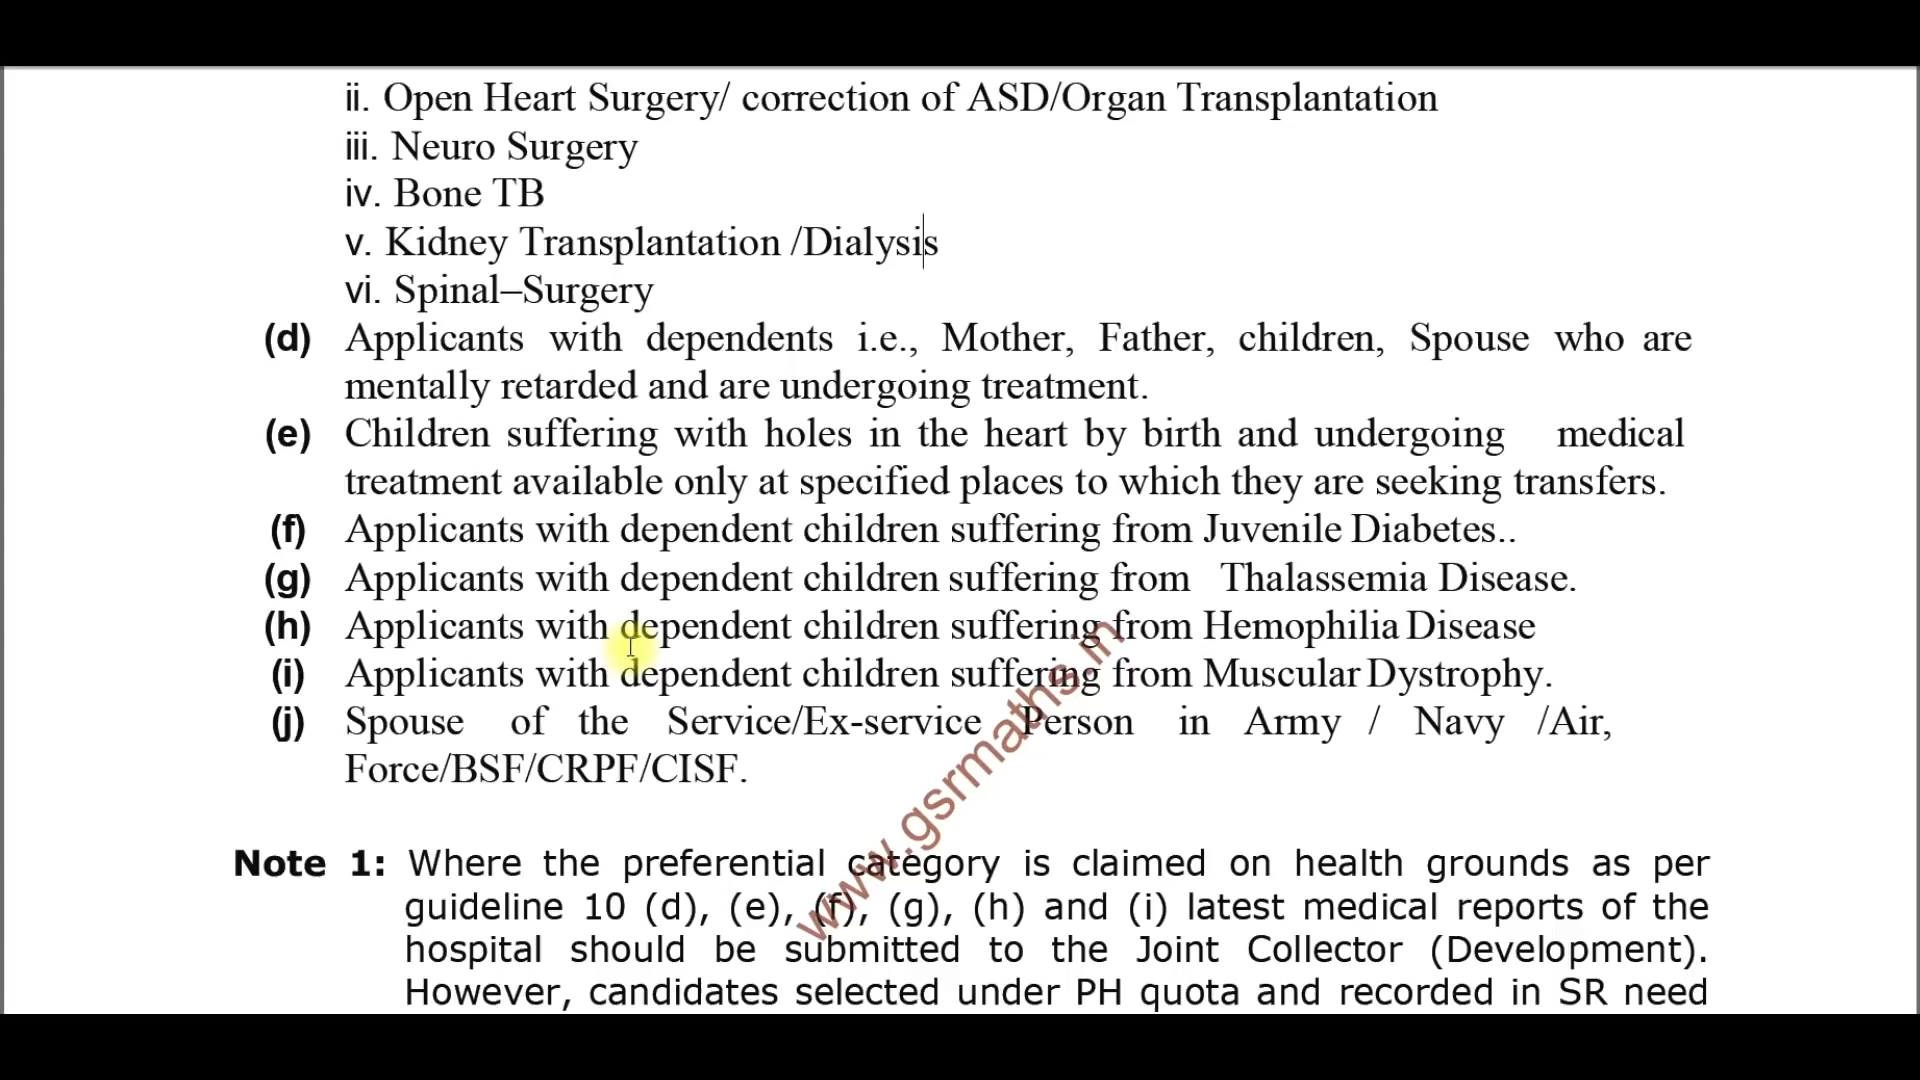 ii. Open Heart Surgery/ correction of ASD/Organ Transplantation
iii. Neuro Surgery
iv. Bone TB
v. Kidney Transplantation /Dialysis
vi. Spinal–Surgery
(d) Applicants with dependents i.e., Mother, Father, children, Spouse who are
mentally retarded and are undergoing treatment.
(e) Children suffering with holes in the heart by birth and undergoing medical
treatment available only at specified places to which they are seeking transfers.
(f) Applicants with dependent children suffering from Juvenile Diabetes..
(g) Applicants with dependent children suffering from Thalassemia Disease.
(h) Applicants with dependent children suffering from Hemophilia Disease
(i) Applicants with dependent children suffering from Muscular Dystrophy.
(j) Spouse of the Service/Ex-service Person in Army / Navy /Air,
Force/BSF/CRPF/CISF.
Note 1: Where the preferential category is claimed on health grounds as per
guideline 10 (d), (e), (f), (g), (h) and (i) latest medical reports of the
hospital should be submitted to the Joint Collector (Development).
However, candidates selected under PH quota and recorded in SR need
www.gsrmaths.in